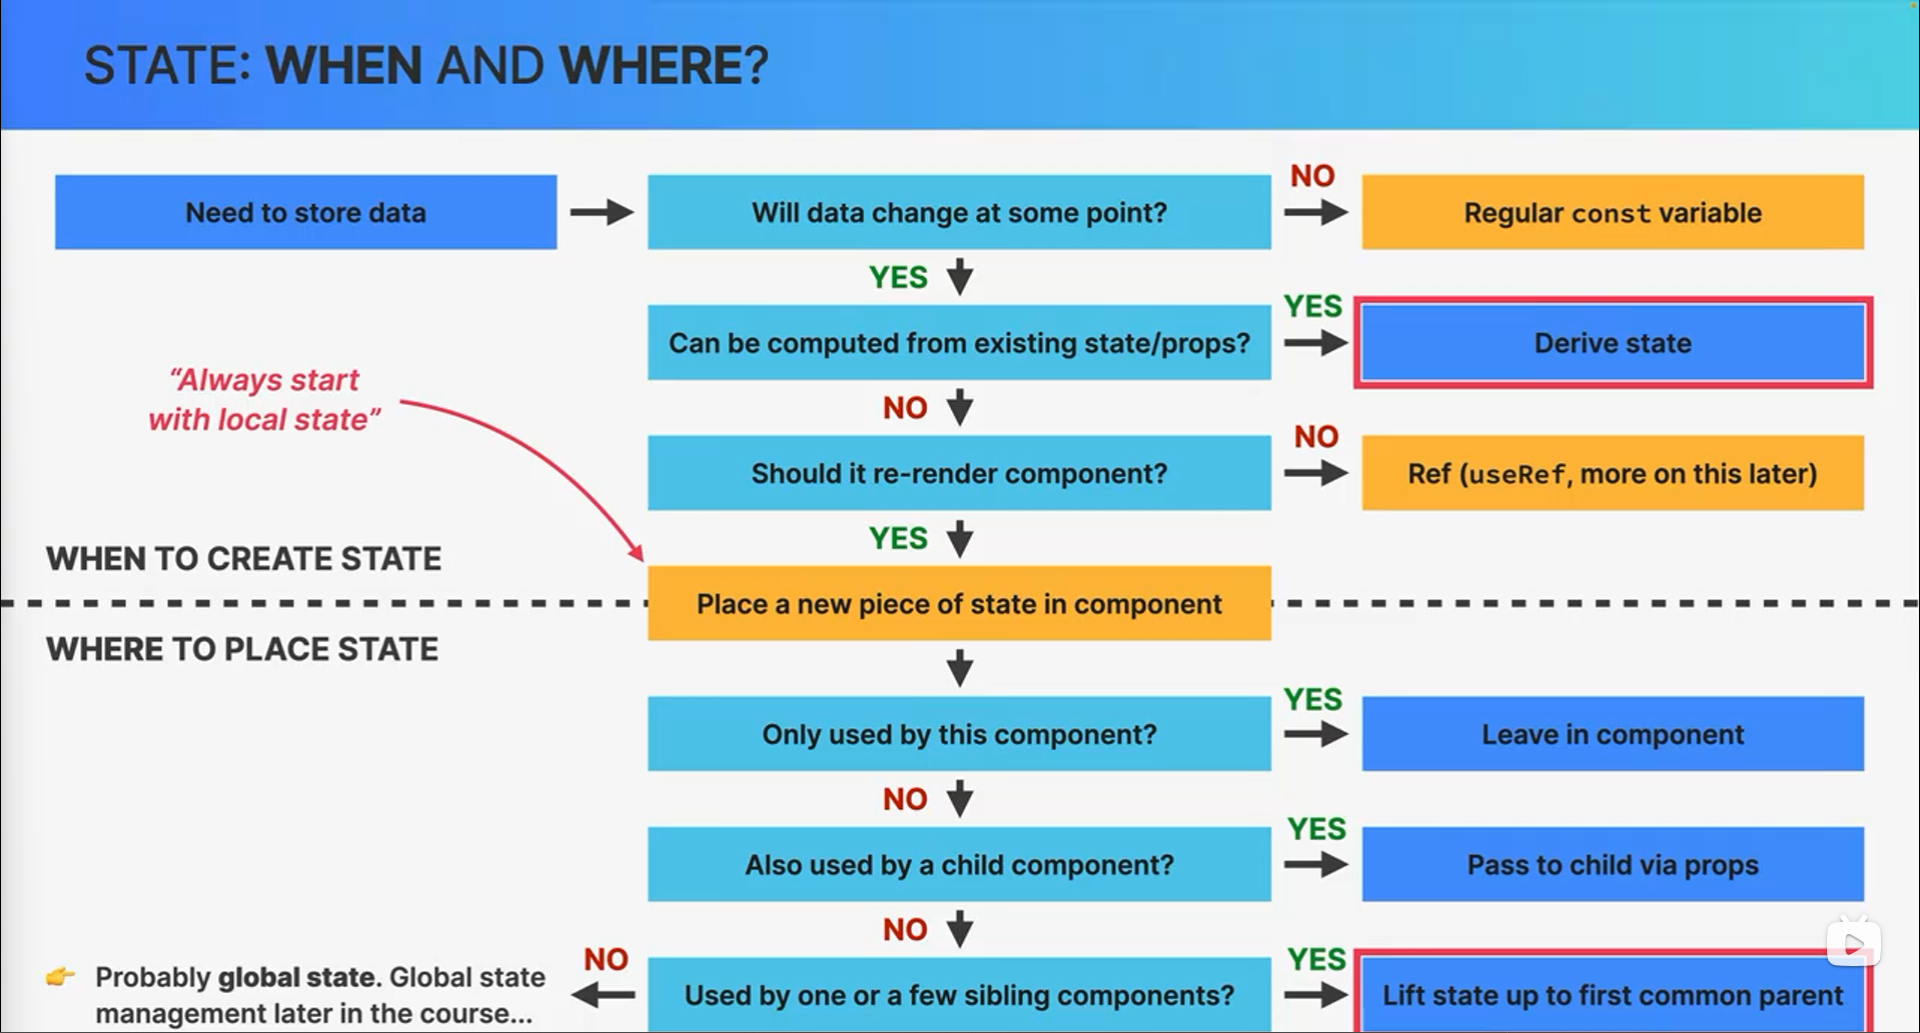 STATE: WHEN AND WHERE?
Need to store data
Will data change at some point?
NO
Regular const variable
YES
Can be computed from existing state/props?
YES
Derive state
"Always start
with local state"
NO
Should it re-render component?
NO
Ref (useRef, more on this later)
YES
WHEN TO CREATE STATE
Place a new piece of state in component
WHERE TO PLACE STATE
Only used by this component?
YES
Leave in component
NO
Also used by a child component?
YES
Pass to child via props
NO
Used by one or a few sibling components?
YES
Lift state up to first common parent
NO
👉 Probably global state. Global state
management later in the course...